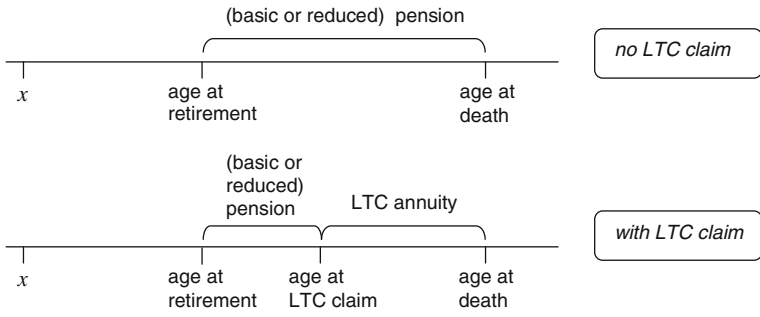 (basic or reduced) pension
no LTC claim
x
age at
retirement
age at
death
(basic or
reduced)
pension
LTC annuity
with LTC claim
x
age at
retirement
age at
LTC claim
age at
death